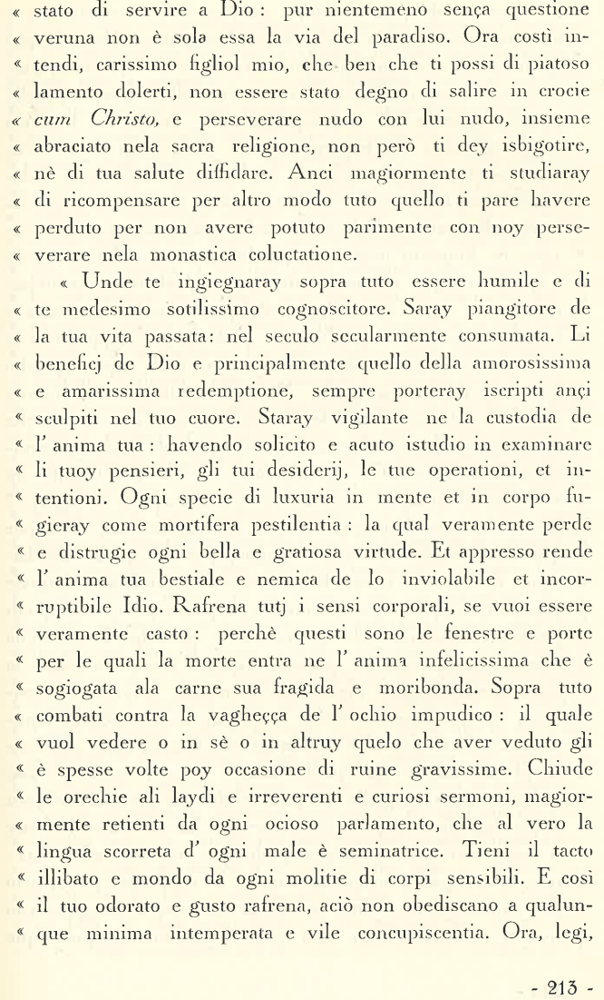 « stato di servire a Dio : pur nientemeno sença questione
« veruna non è sola essa la via del paradiso. Ora costì in-
« tendi, carissimo figliol mio, che ben che ti possi di piatoso
« lamento dolerti, non essere stato degno di salire in crocie
« cum Christo, e perseverare nudo con lui nudo, insieme
« abraciato nela sacra religione, non però ti dey isbigotire,
« nè di tua salute diffidare. Anci magiormente ti studiaray
« di ricompensare per altro modo tuto quello ti pare havere
« perduto per non avere potuto parimente con noy perse-
« verare nela monastica coluctatione.
« Unde te ingiegnaray sopra tuto essere humile e di
« te medesimo sotilissimo cognoscitore. Saray piangitore de
« la tua vita passata: nel seculo secularmente consumata. Li
« beneficj de Dio e principalmente quello della amorosissima
« e amarissima redemptione, sempre porteray iscripti ançi
« sculpiti nel tuo cuore. Staray vigilante ne la custodia de
« l' anima tua : havendo solicito e acuto istudio in examinare
« li tuoy pensieri, gli tui desiderij, le tue operationi, et in-
« tentioni. Ogni specie di luxuria in mente et in corpo fu-
« gieray come mortifera pestilentia : la qual veramente perde
« e distrugie ogni bella e gratiosa virtude. Et appresso rende
« l' anima tua bestiale e nemica de lo inviolabile et incor-
« ruptibile Idio. Rafrena tutj i sensi corporali, se vuoi essere
« veramente casto : perchè questi sono le fenestre e porte
« per le quali la morte entra ne l' anima infelicissima che è
« sogiogata ala carne sua fragida e moribonda. Sopra tuto
« combati contra la vagheçça de l' ochio impudico : il quale
« vuol vedere o in sè o in altruy quelo che aver veduto gli
« è spesse volte poy occasione di ruine gravissime. Chiude
« le orechie ali laydi e irreverenti e curiosi sermoni, magior-
« mente retienti da ogni ocioso parlamento, che al vero la
« lingua scorreta d' ogni male è seminatrice. Tieni il tacto
« illibato e mondo da ogni molitie di corpi sensibili. E così
« il tuo odorato e gusto rafrena, aciò non obediscano a qualun-
« que minima intemperata e vile concupiscentia. Ora, legi,
- 213 -